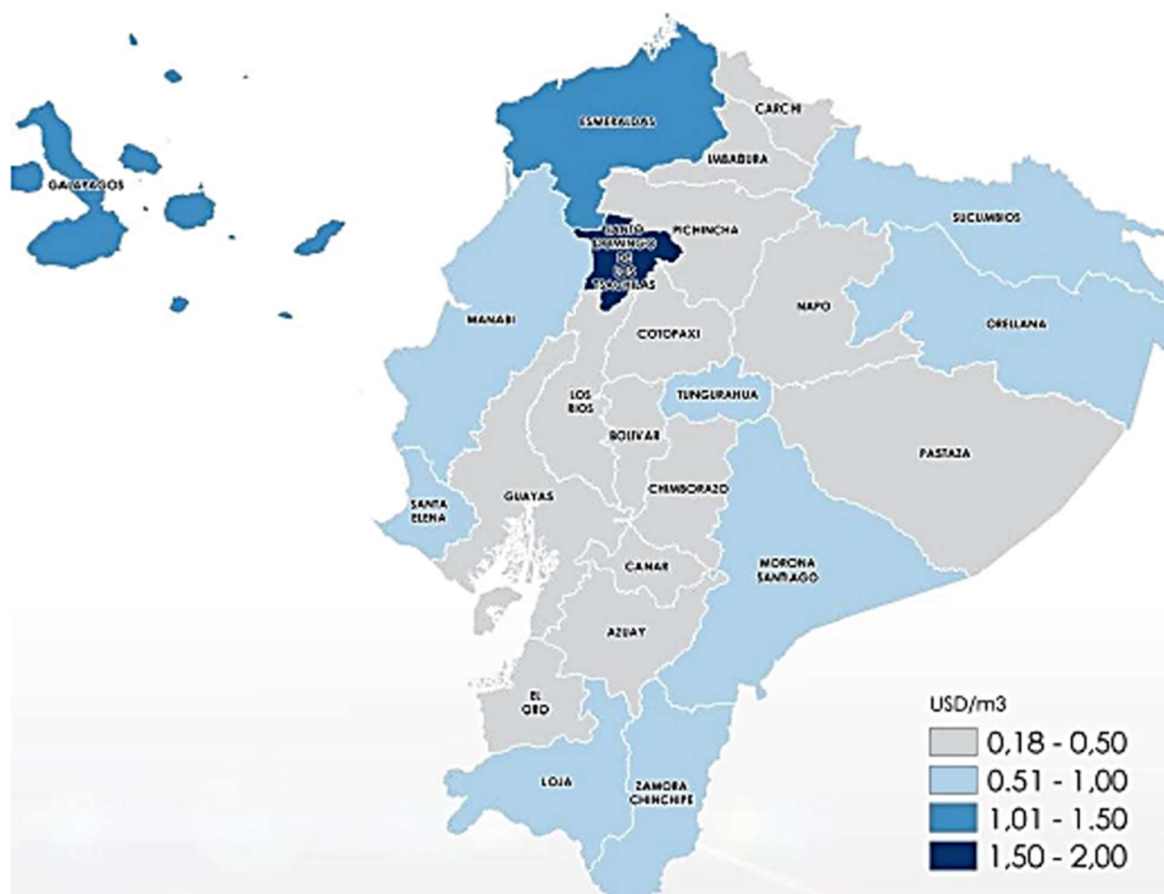 ESMERALDAS
CARCHI
IMBABURA
GALAPAGOS
SUCUMBIOS
PICHINCHA
SANTO
DOMINGO
DE
LOS
TSACHILAS
NAPO
MANABI
ORELLANA
COTOPAXI
TUNGURAHUA
LOS
RIOS
BOLIVAR
PASTAZA
CHIMBORAZO
GUAYAS
SANTA
ELENA
CANAR
MORONA
SANTIAGO
AZUAY
EL
ORO
LOJA
ZAMORA
CHINCHIPE
USD/m3
0,18 - 0,50
0.51 - 1,00
1,01 - 1.50
1,50 - 2,00